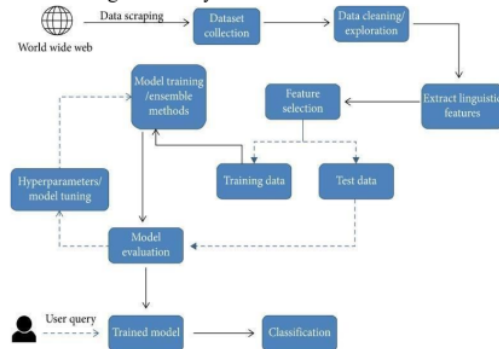 Data scraping
World wide web
Dataset
collection
Data cleaning/
exploration
Model training
/ensemble
methods
Feature
selection
Extract linguistic
features
Hyperparameters/
model tuning
Training data
Test data
Model
evaluation
User query
Trained model
Classification